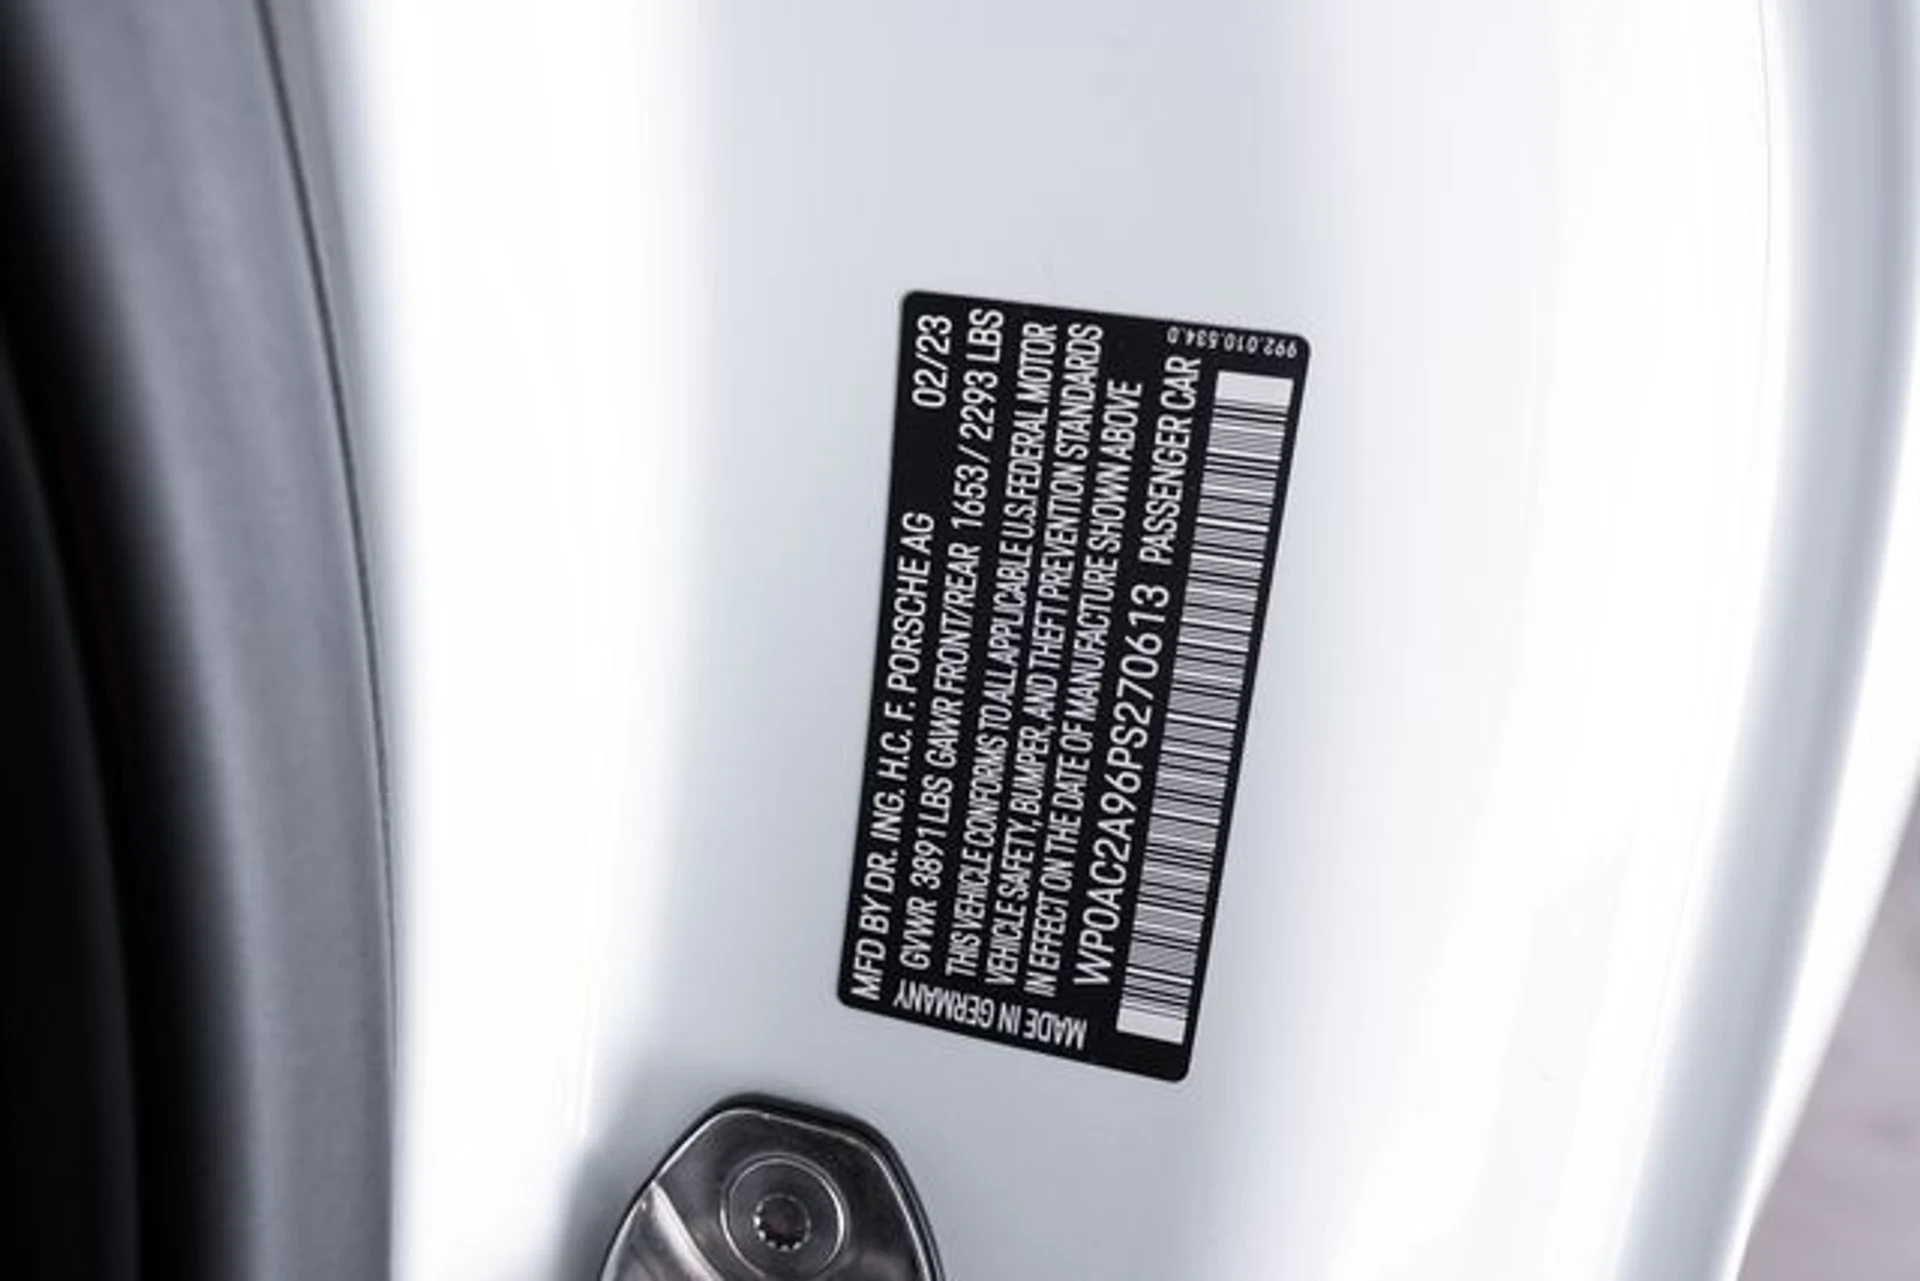 MFD BY DR. ING. H.C. F. PORSCHE AG 02/23
GVWR 3891 LBS GAWR FRONT/REAR 1653 / 2293 LBS
THIS VEHICLE CONFORMS TO ALL APPLICABLE U.S. FEDERAL MOTOR
VEHICLE SAFETY, BUMPER, AND THEFT PREVENTION STANDARDS
IN EFFECT ON THE DATE OF MANUFACTURE SHOWN ABOVE
WP0AC2A96PS270613 PASSENGER CAR
MADE IN GERMANY
992.010.534.D